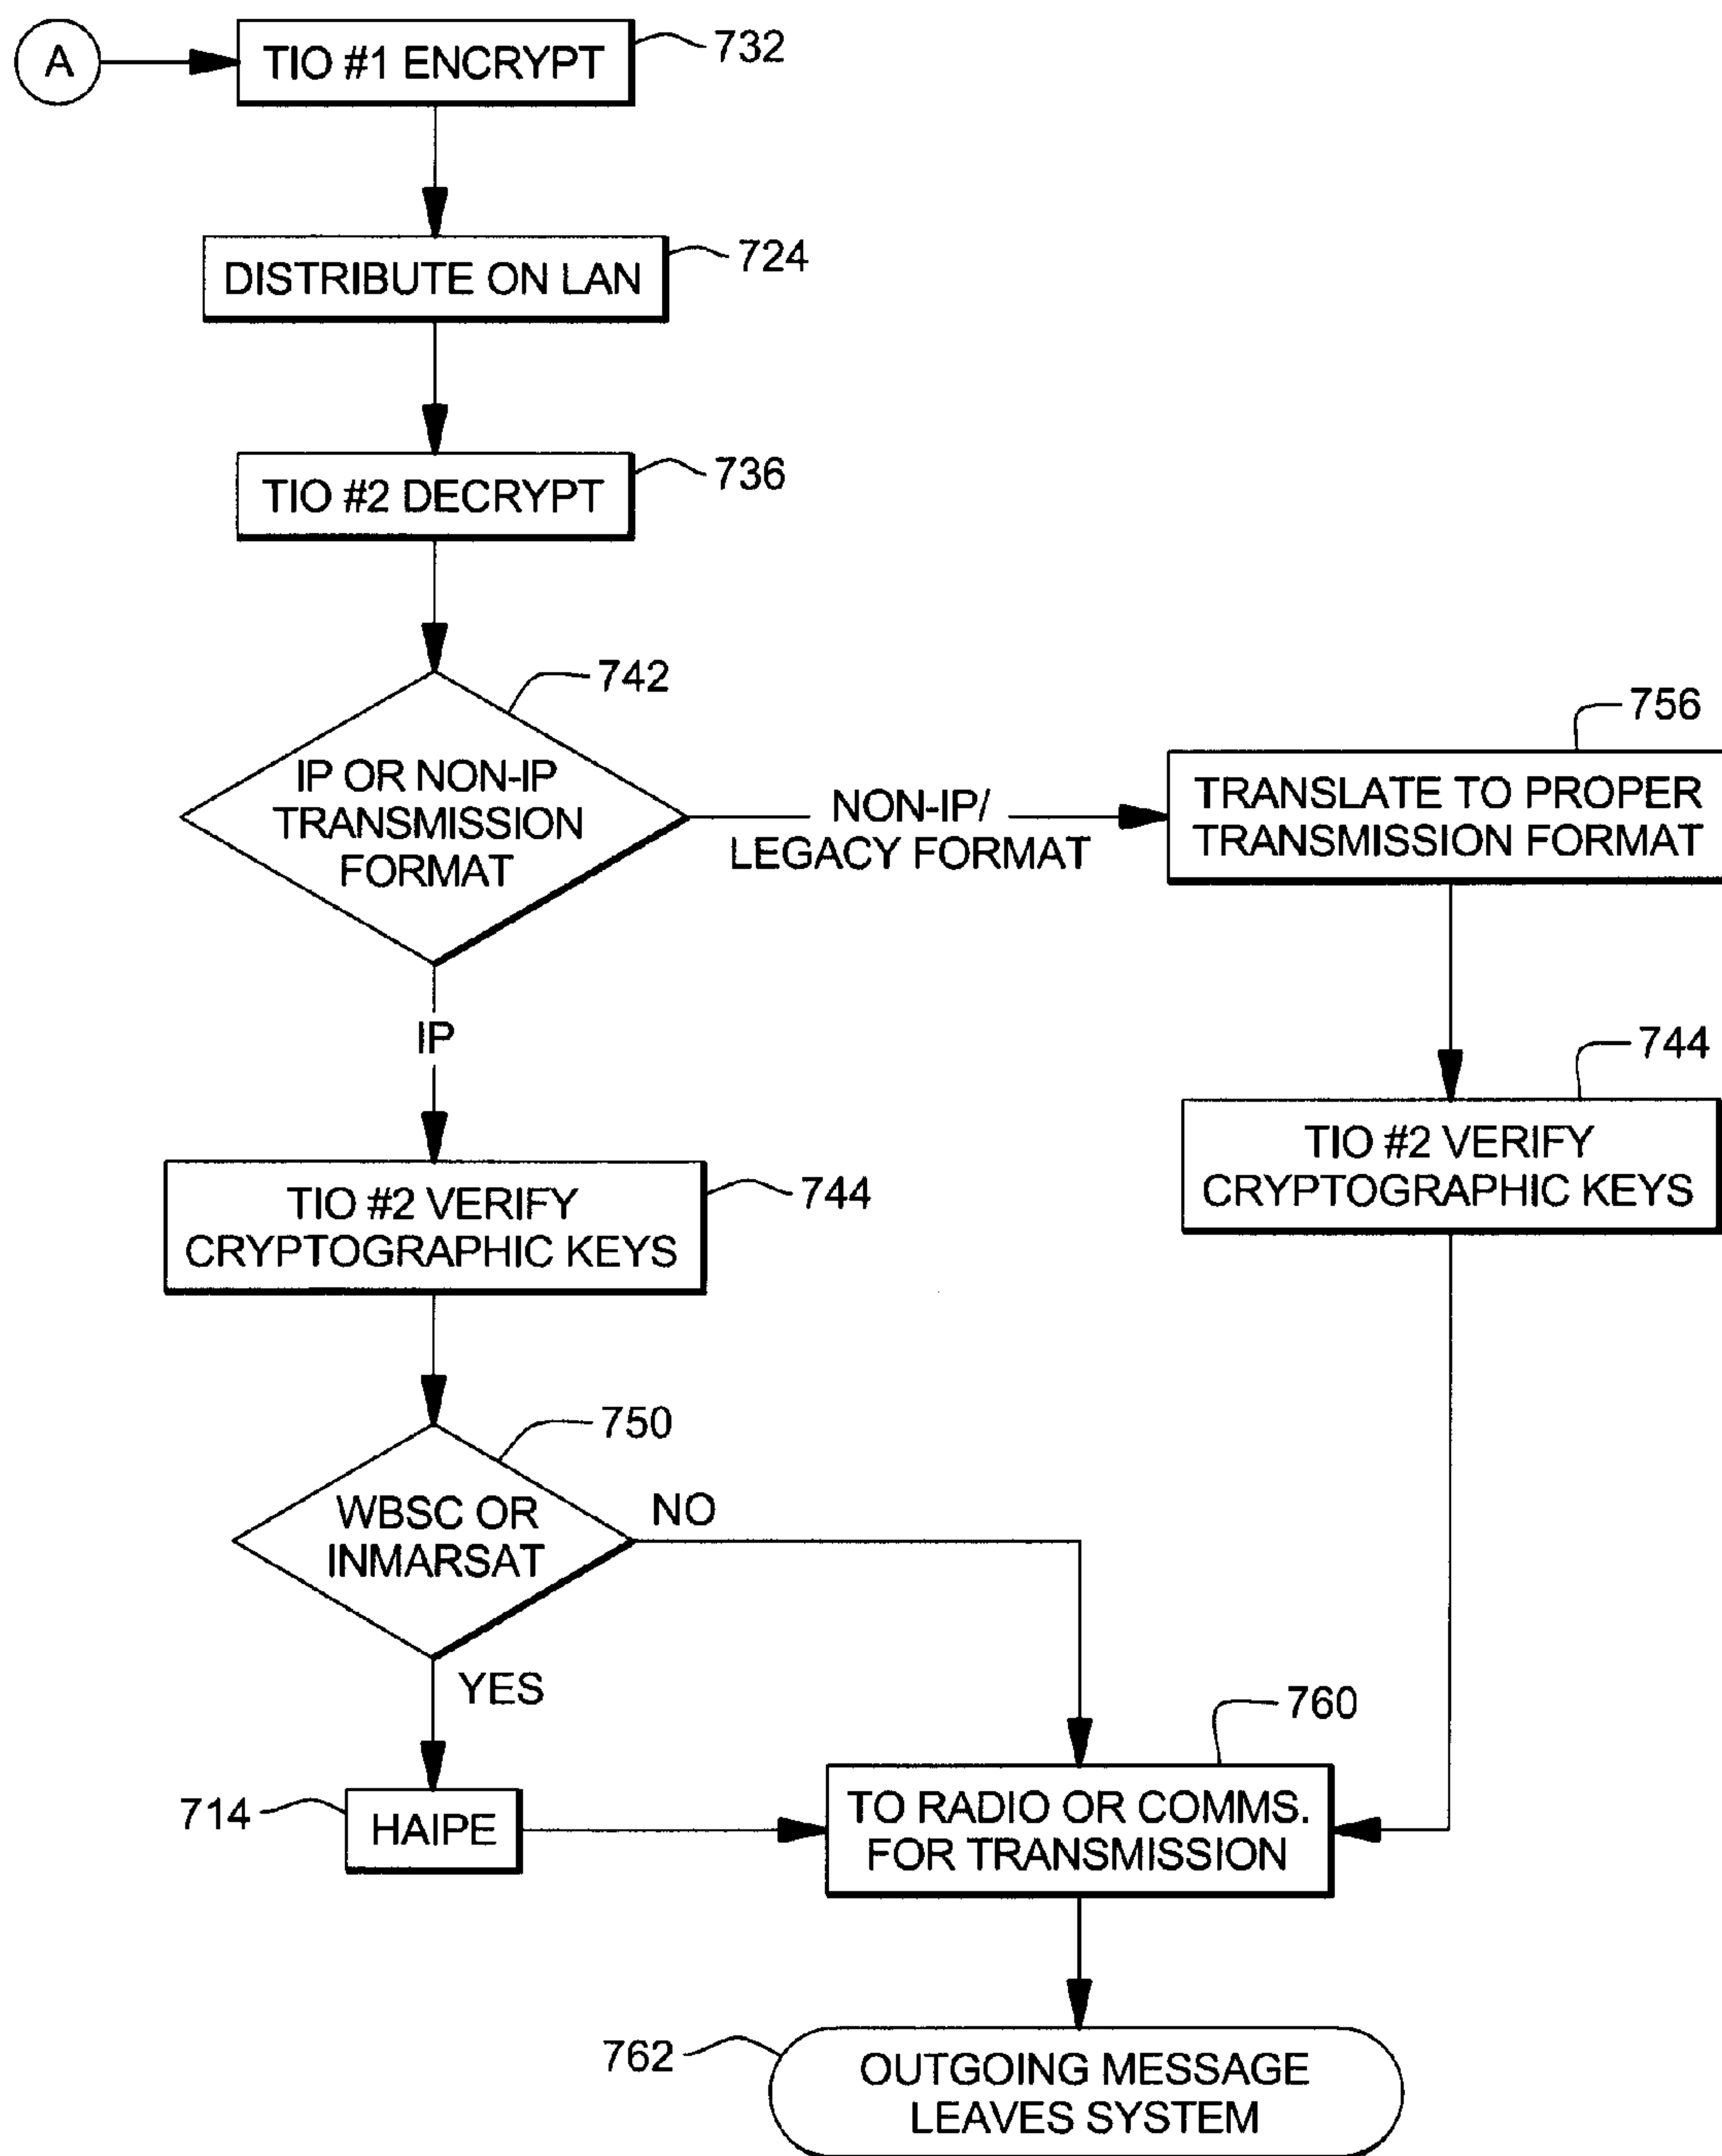 A
TIO #1 ENCRYPT
732
DISTRIBUTE ON LAN
724
TIO #2 DECRYPT
736
742
IP OR NON-IP
TRANSMISSION
FORMAT
NON-IP/
LEGACY FORMAT
756
TRANSLATE TO PROPER
TRANSMISSION FORMAT
IP
744
TIO #2 VERIFY
CRYPTOGRAPHIC KEYS
TIO #2 VERIFY
CRYPTOGRAPHIC KEYS
744
750
WBSC OR
INMARSAT
NO
YES
714
HAIPE
760
TO RADIO OR COMMS.
FOR TRANSMISSION
762
OUTGOING MESSAGE
LEAVES SYSTEM